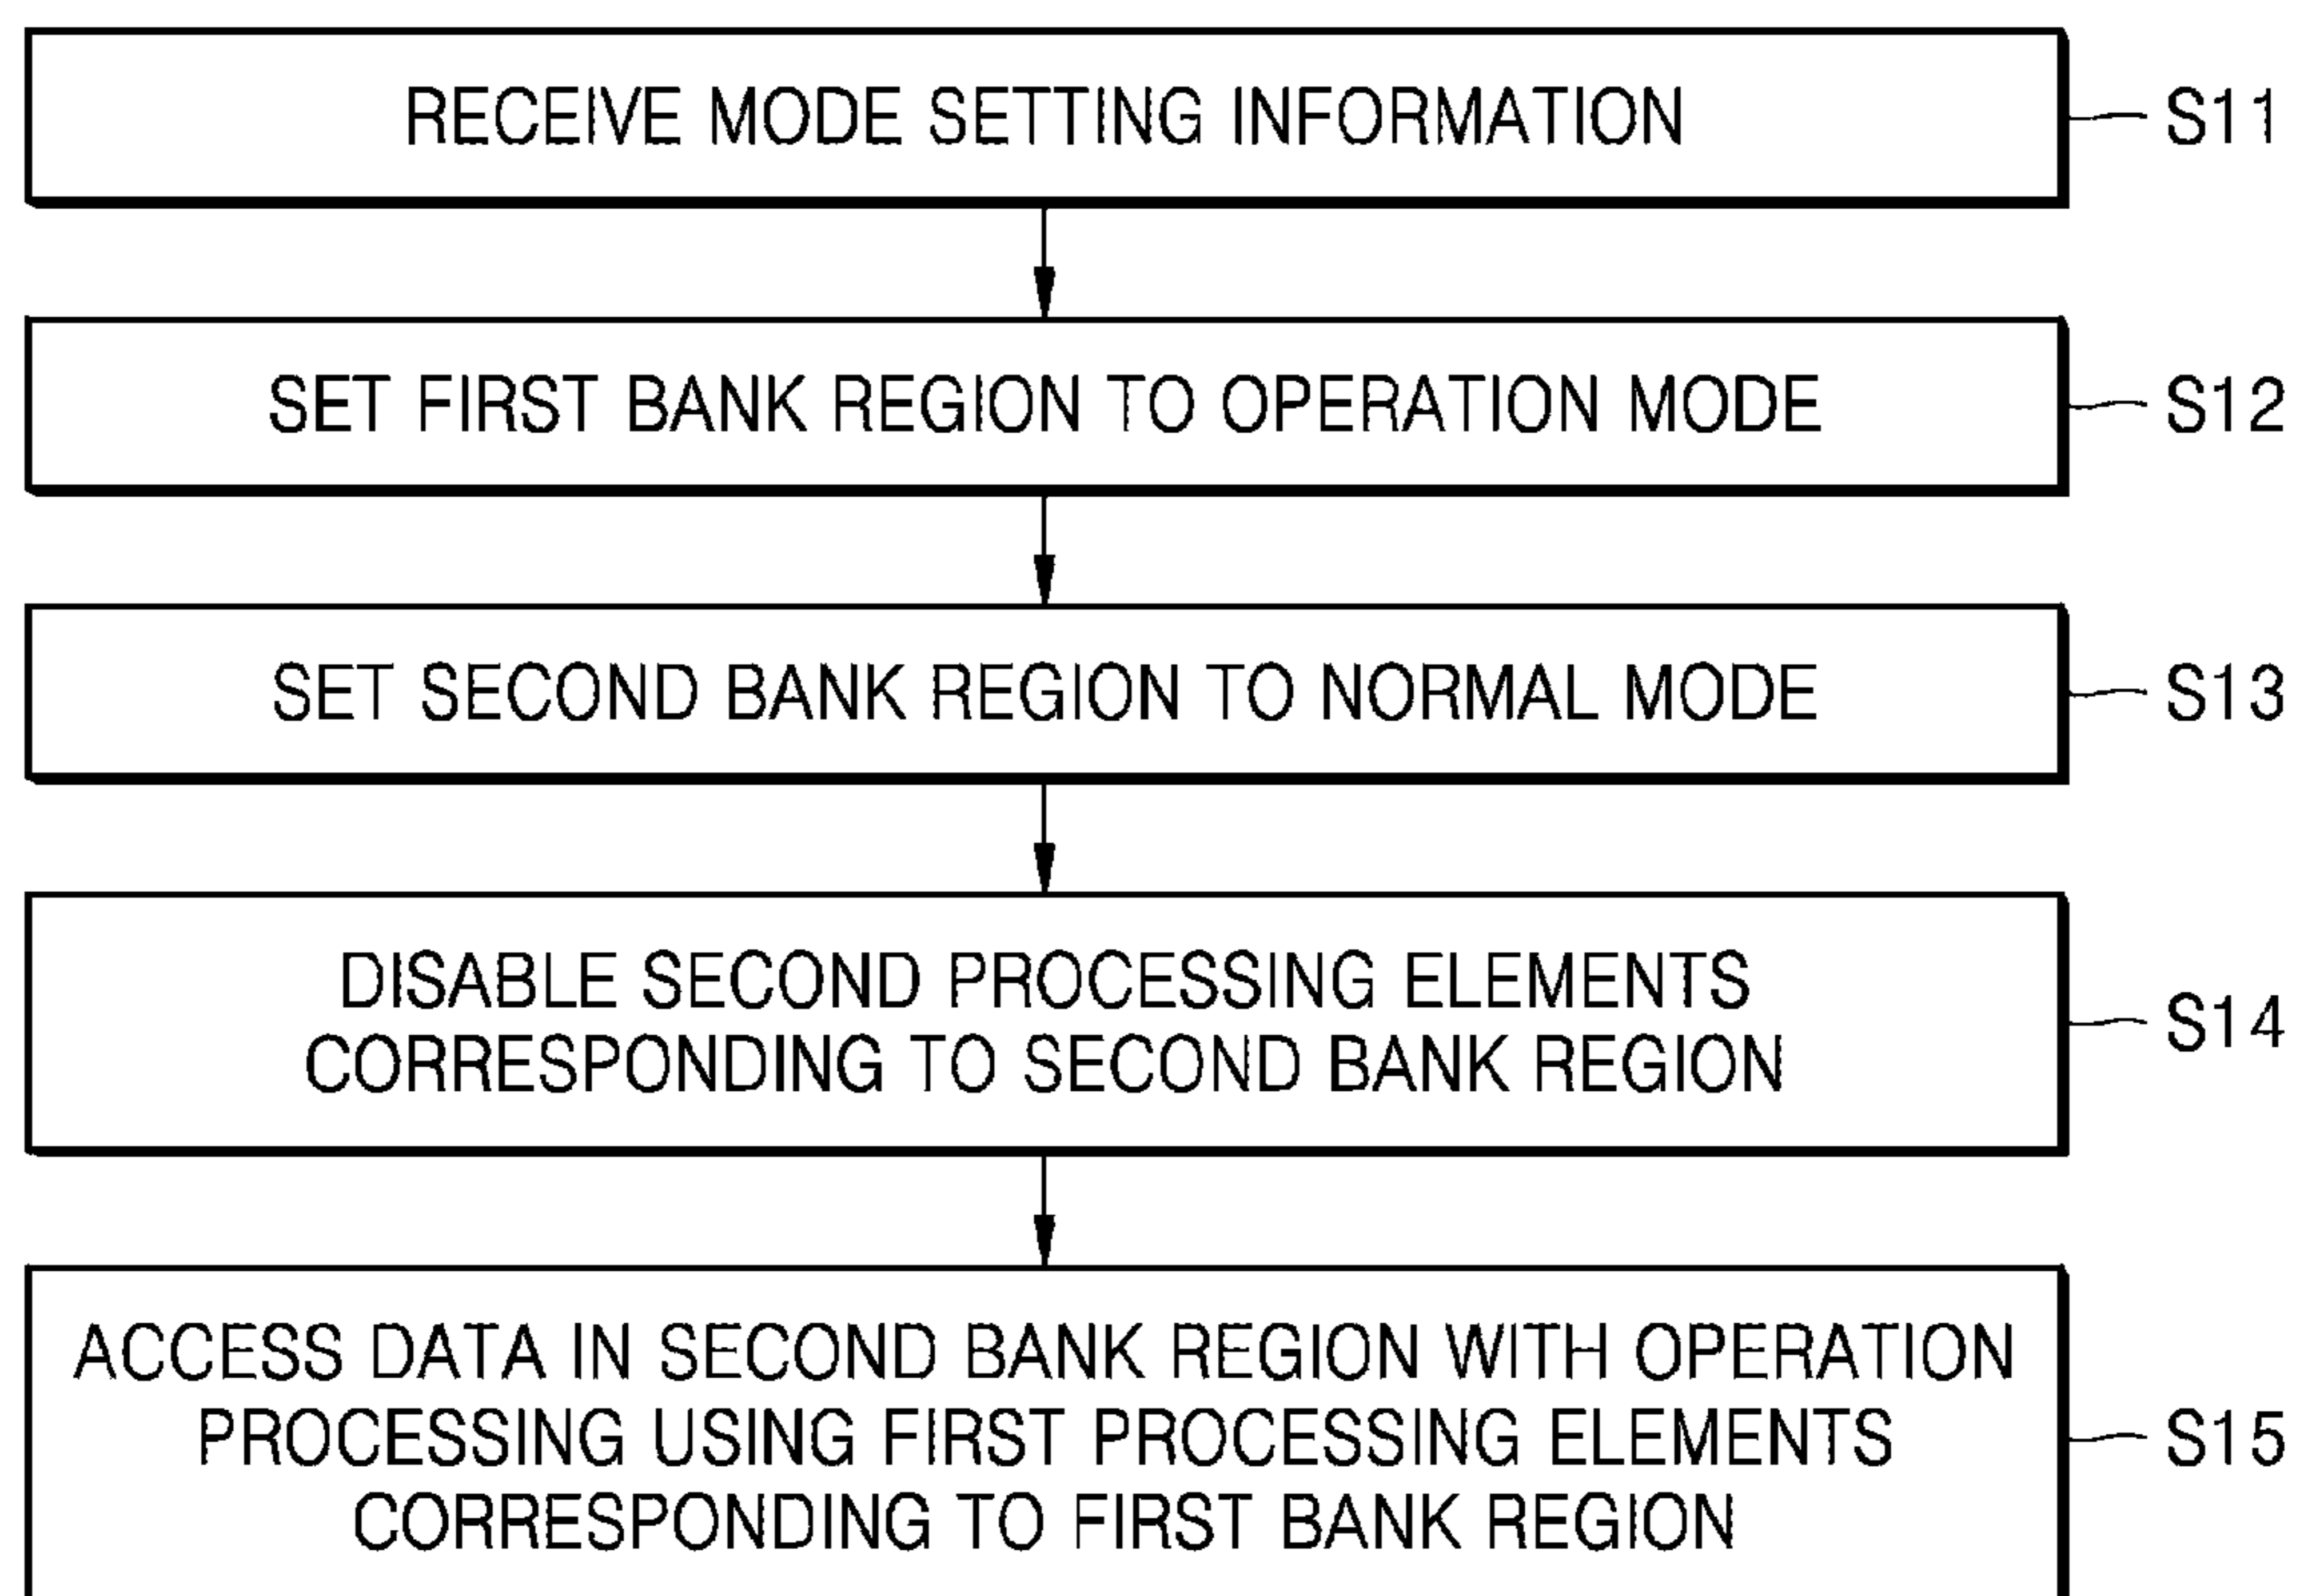 RECEIVE MODE SETTING INFORMATION
S11
SET FIRST BANK REGION TO OPERATION MODE
S12
SET SECOND BANK REGION TO NORMAL MODE
S13
DISABLE SECOND PROCESSING ELEMENTS
CORRESPONDING TO SECOND BANK REGION
S14
ACCESS DATA IN SECOND BANK REGION WITH OPERATION
PROCESSING USING FIRST PROCESSING ELEMENTS
CORRESPONDING TO FIRST BANK REGION
S15